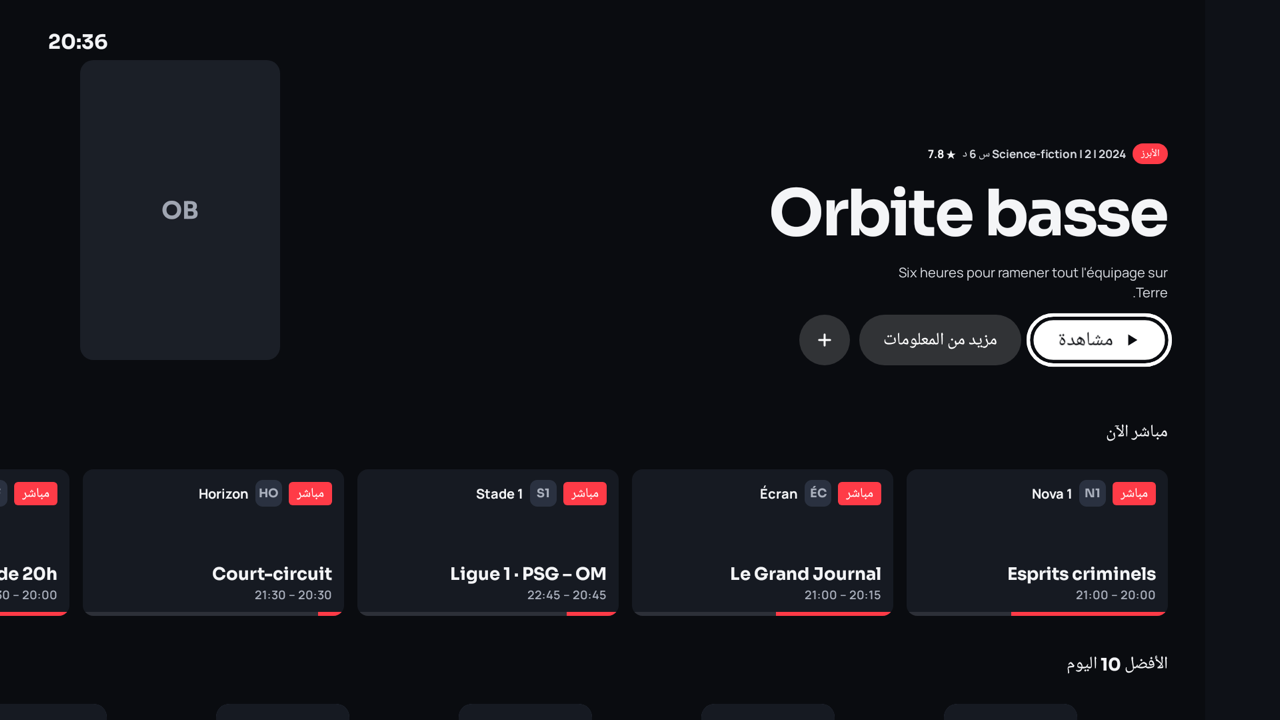 20:36
OB
الأبرز Science-fiction | 2 | 2024 س 6 د ★ 7.8
Orbite basse
Six heures pour ramener tout l'équipage sur
Terre.
مشاهدة
مزيد من المعلومات
مباشر الآن
مباشر N1 Nova 1
Esprits criminels
21:00 – 20:00
مباشر ÉC Écran
Le Grand Journal
21:00 – 20:15
مباشر S1 Stade 1
Ligue 1 · PSG – OM
22:45 – 20:45
مباشر HO Horizon
Court-circuit
21:30 – 20:30
مباشر
de 20h
– 20:00
الأفضل 10 اليوم